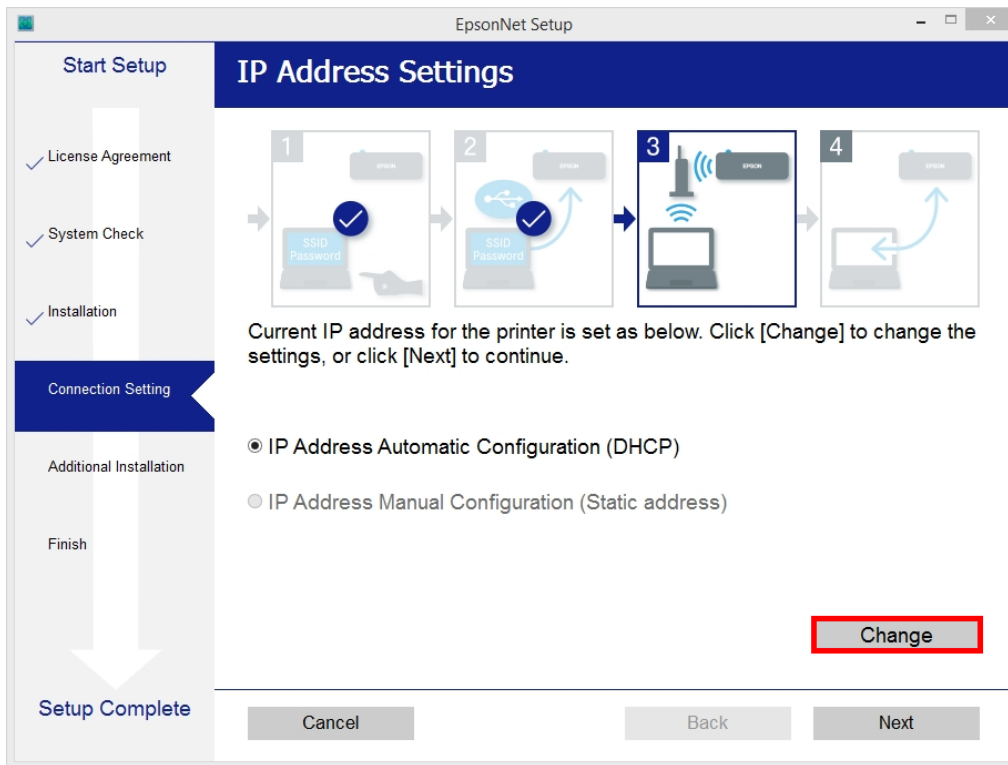 EpsonNet Setup
Start Setup
License Agreement
System Check
Installation
Connection Setting
Additional Installation
Finish
Setup Complete
IP Address Settings
1
SSID
Password
EPSON
2
SSID
Password
EPSON
3
EPSON
4
EPSON
Current IP address for the printer is set as below. Click [Change] to change the
settings, or click [Next] to continue.
IP Address Automatic Configuration (DHCP)
IP Address Manual Configuration (Static address)
Change
Cancel
Back
Next